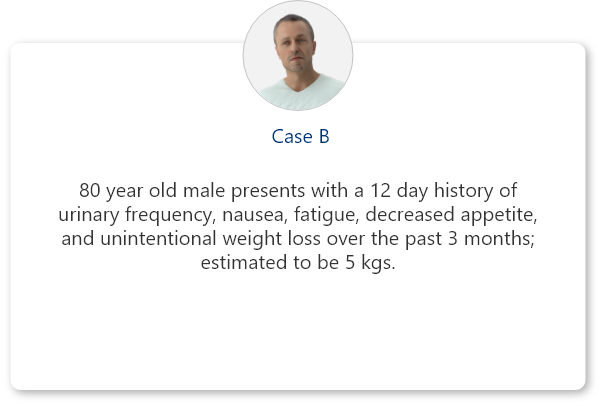 Case B
80 year old male presents with a 12 day history of
urinary frequency, nausea, fatigue, decreased appetite,
and unintentional weight loss over the past 3 months;
estimated to be 5 kgs.